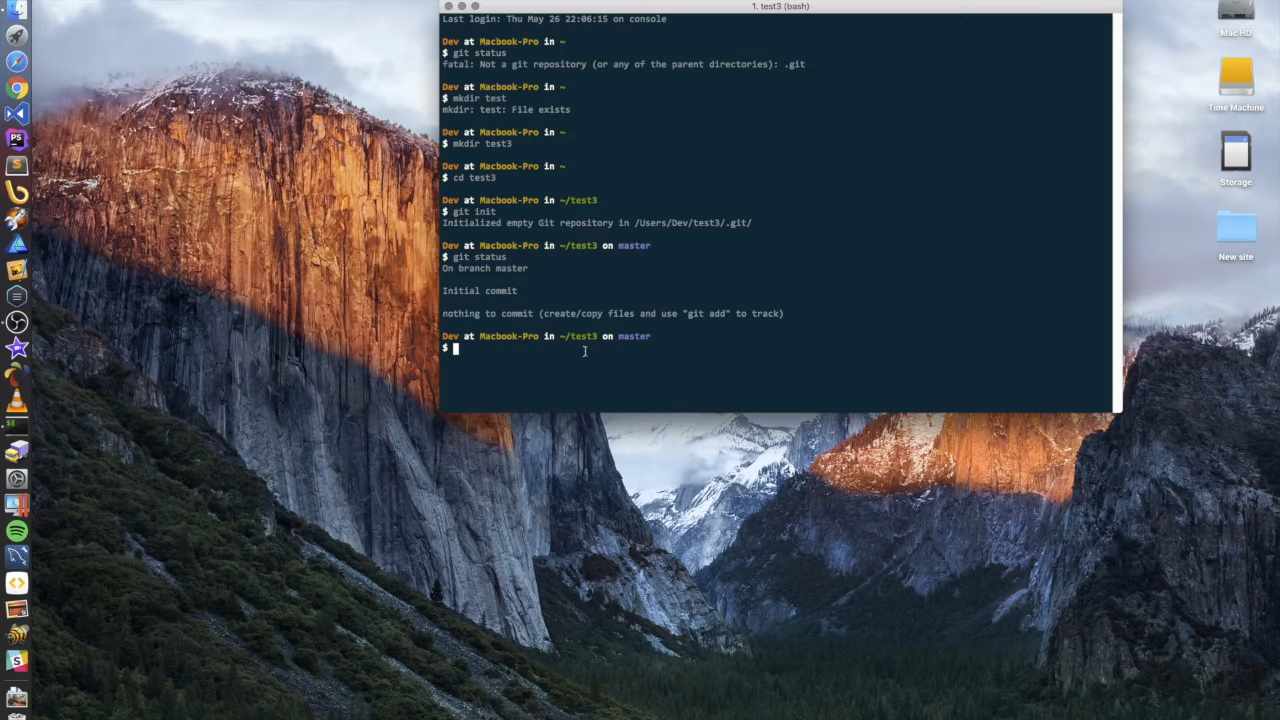 1. test3 (bash)
Last login: Thu May 26 22:06:15 on console
Dev at Macbook-Pro in ~
$ git status
fatal: Not a git repository (or any of the parent directories): .git
Dev at Macbook-Pro in ~
$ mkdir test
mkdir: test: File exists
Dev at Macbook-Pro in ~
$ mkdir test3
Dev at Macbook-Pro in ~
$ cd test3
Dev at Macbook-Pro in ~/test3
$ git init
Initialized empty Git repository in /Users/Dev/test3/.git/
Dev at Macbook-Pro in ~/test3 on master
$ git status
On branch master
Initial commit
nothing to commit (create/copy files and use "git add" to track)
Dev at Macbook-Pro in ~/test3 on master
$
Mac HD
Time Machine
Storage
New site
PS
S